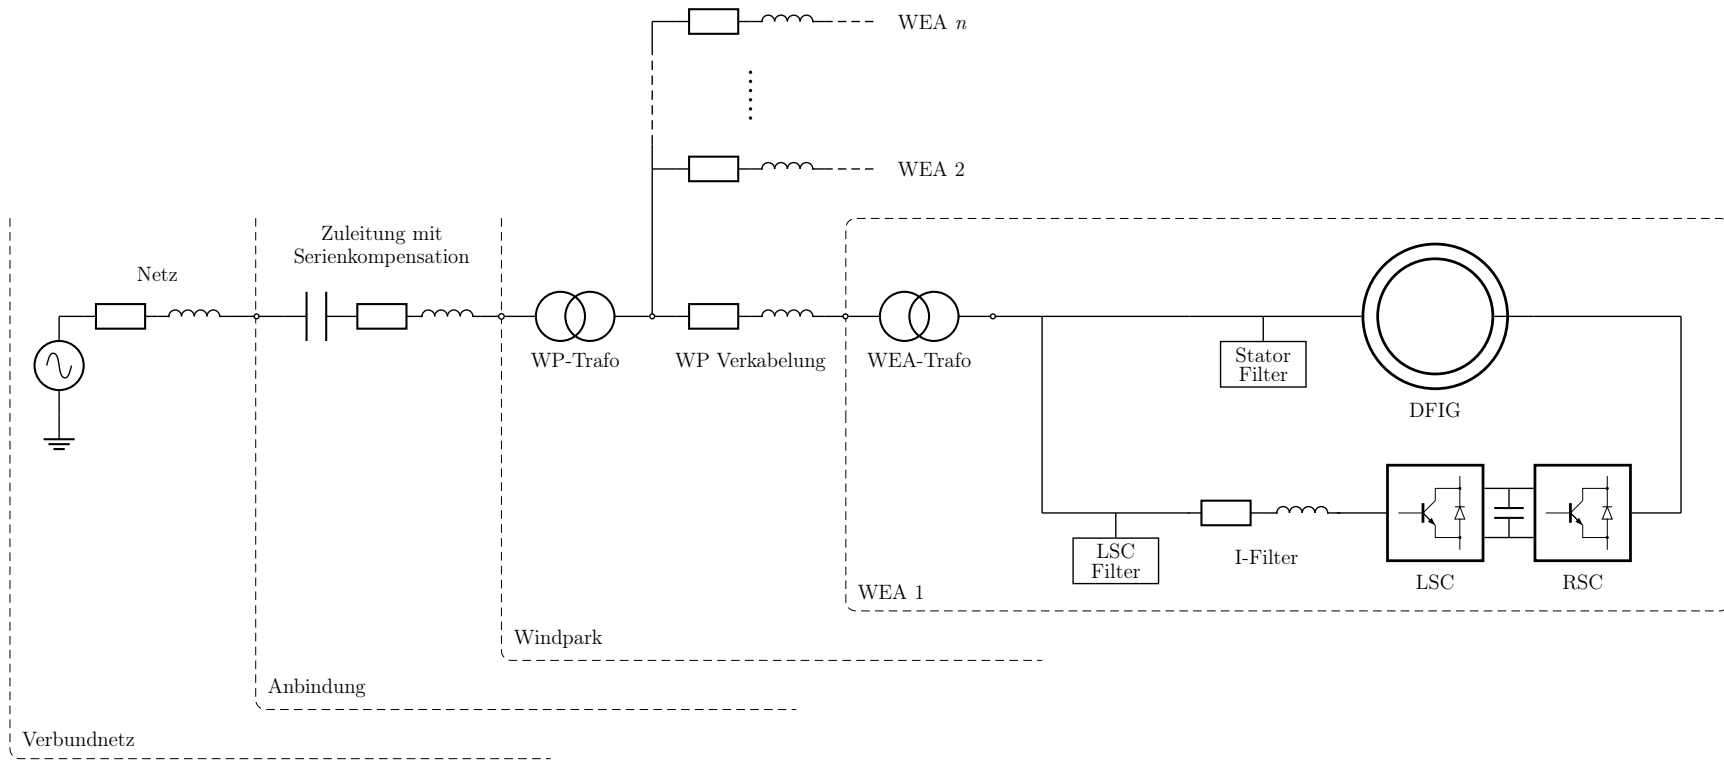 WEA n
WEA 2
Zuleitung mit
Serienkompensation
Netz
WP-Trafo
WP Verkabelung
WEA-Trafo
Stator
Filter
DFIG
LSC
Filter
I-Filter
LSC
RSC
WEA 1
Windpark
Anbindung
Verbundnetz